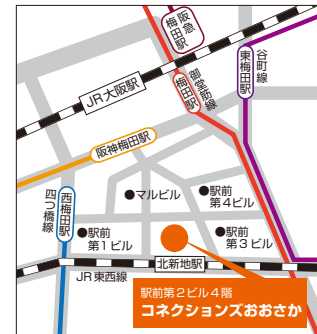 阪急
梅田駅
谷町線
東梅田駅
御堂筋線
梅田駅
JR大阪駅
阪神梅田駅
西梅田駅
四つ橋線
●マルビル
●駅前
第4ビル
●駅前
第1ビル
●駅前
第3ビル
北新地駅
JR東西線
駅前第2ビル4階
コネクションズおおさか